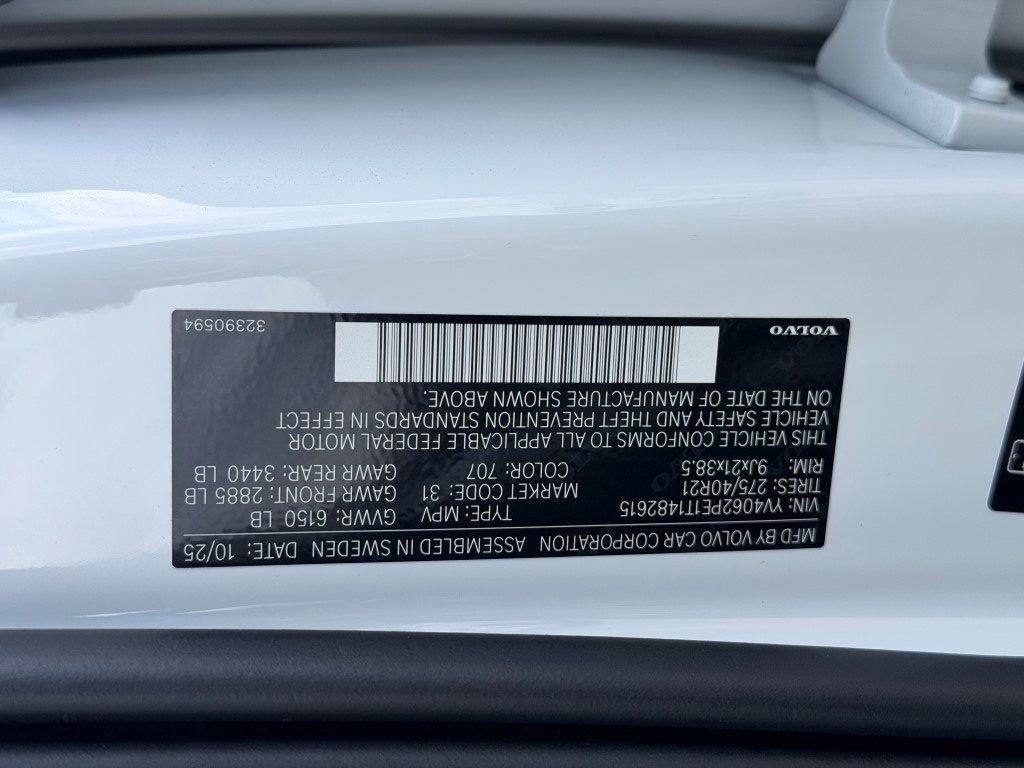 MFD BY VOLVO CAR CORPORATION ASSEMBLED IN SWEDEN DATE: 10/25
VIN: YV4062PE1T1482615 TYPE: MPV GVWR: 6150 LB
TIRES: 275/40R21 MARKET CODE: 31 GAWR FRONT: 2885 LB
RIM: 9Jx21x38.5 COLOR: 707 GAWR REAR: 3440 LB
THIS VEHICLE CONFORMS TO ALL APPLICABLE FEDERAL MOTOR
VEHICLE SAFETY AND THEFT PREVENTION STANDARDS IN EFFECT
ON THE DATE OF MANUFACTURE SHOWN ABOVE.
VOLVO 32390594